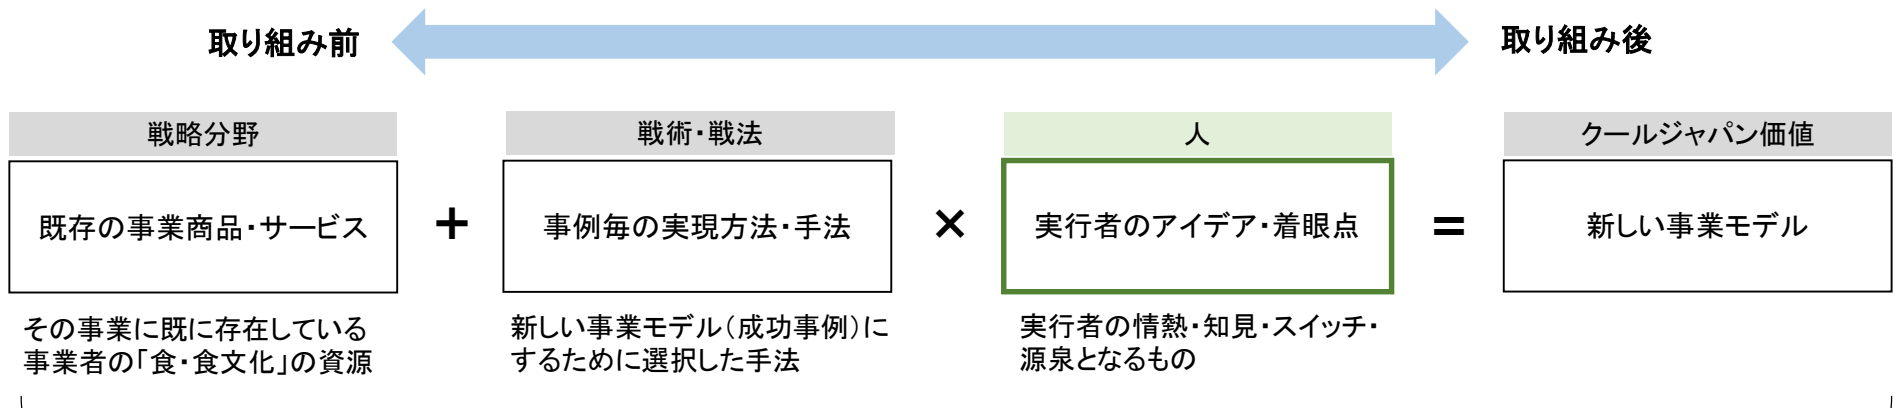 取り組み前
取り組み後
戦略分野
戦術・戦法
人
クールジャパン価値
既存の事業商品・サービス
+
事例毎の実現方法・手法
×
実行者のアイデア・着眼点
=
新しい事業モデル
その事業に既に存在している
事業者の「食・食文化」の資源
新しい事業モデル(成功事例)に
するために選択した手法
実行者の情熱・知見・スイッチ・
源泉となるもの